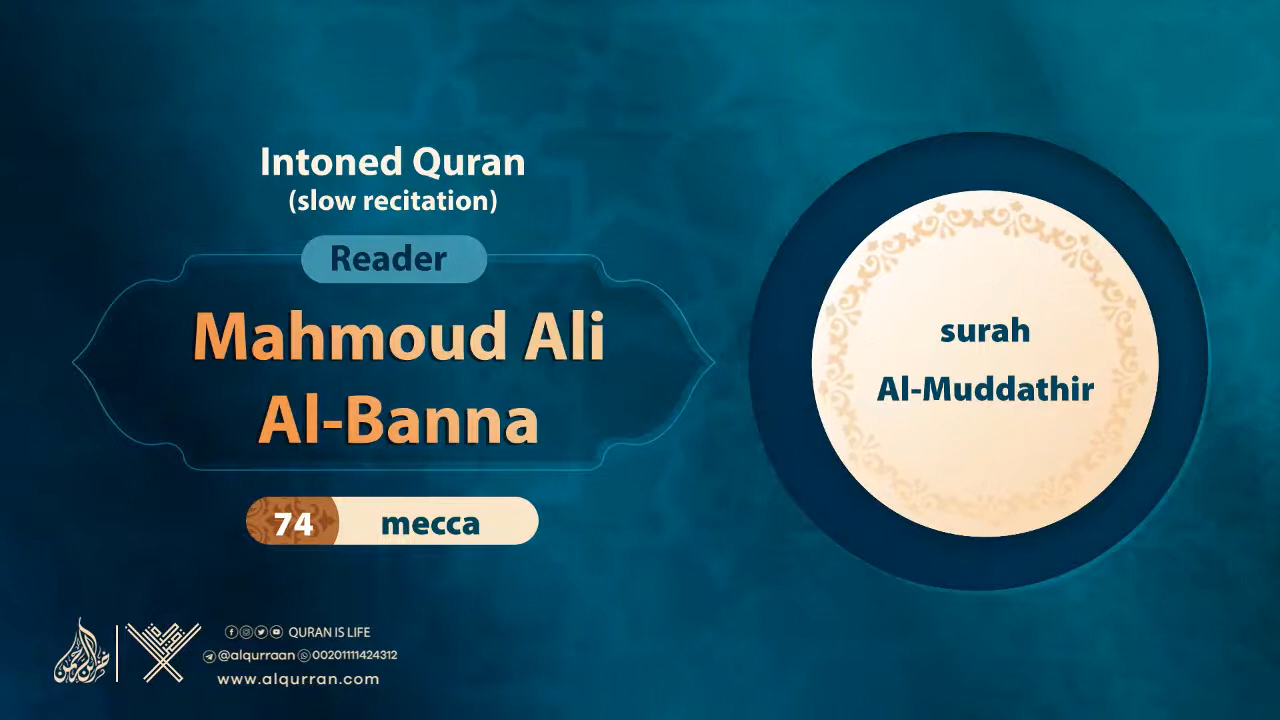 Intoned Quran
(slow recitation)
Reader
Mahmoud Ali
Al-Banna
74 mecca
surah
Al-Muddathir
QURAN IS LIFE
@alqurraan 00201111424312
www.alqurran.com